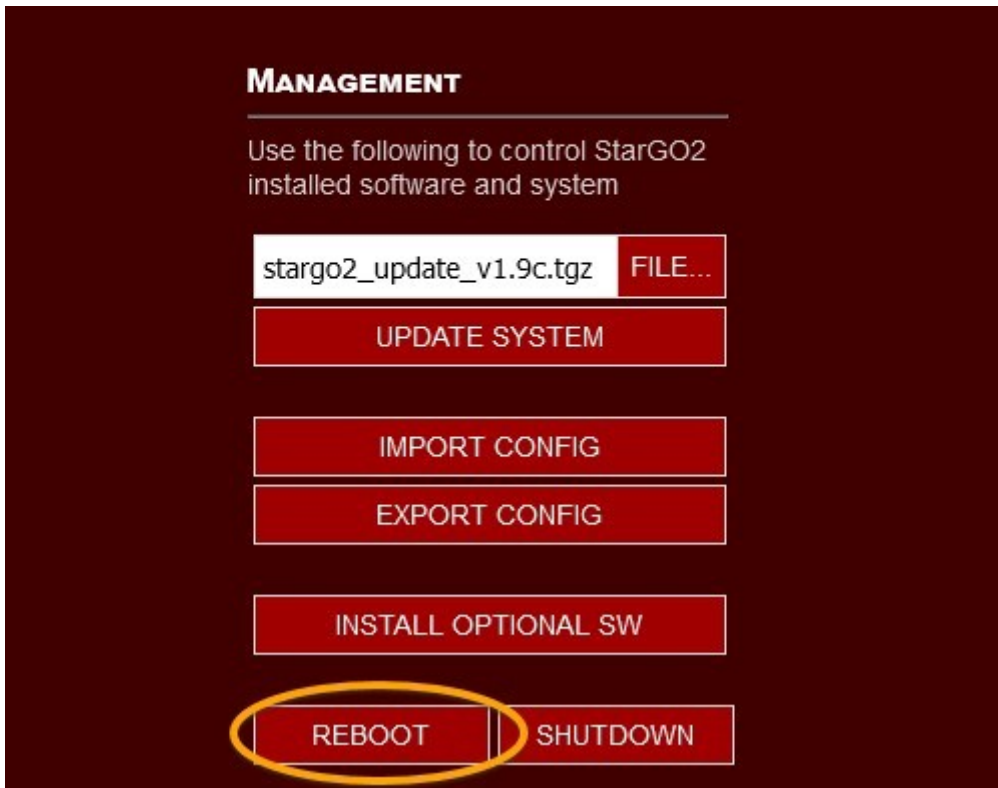 MANAGEMENT
Use the following to control StarGO2
installed software and system
stargo2_update_v1.9c.tgz FILE...
UPDATE SYSTEM
IMPORT CONFIG
EXPORT CONFIG
INSTALL OPTIONAL SW
REBOOT SHUTDOWN